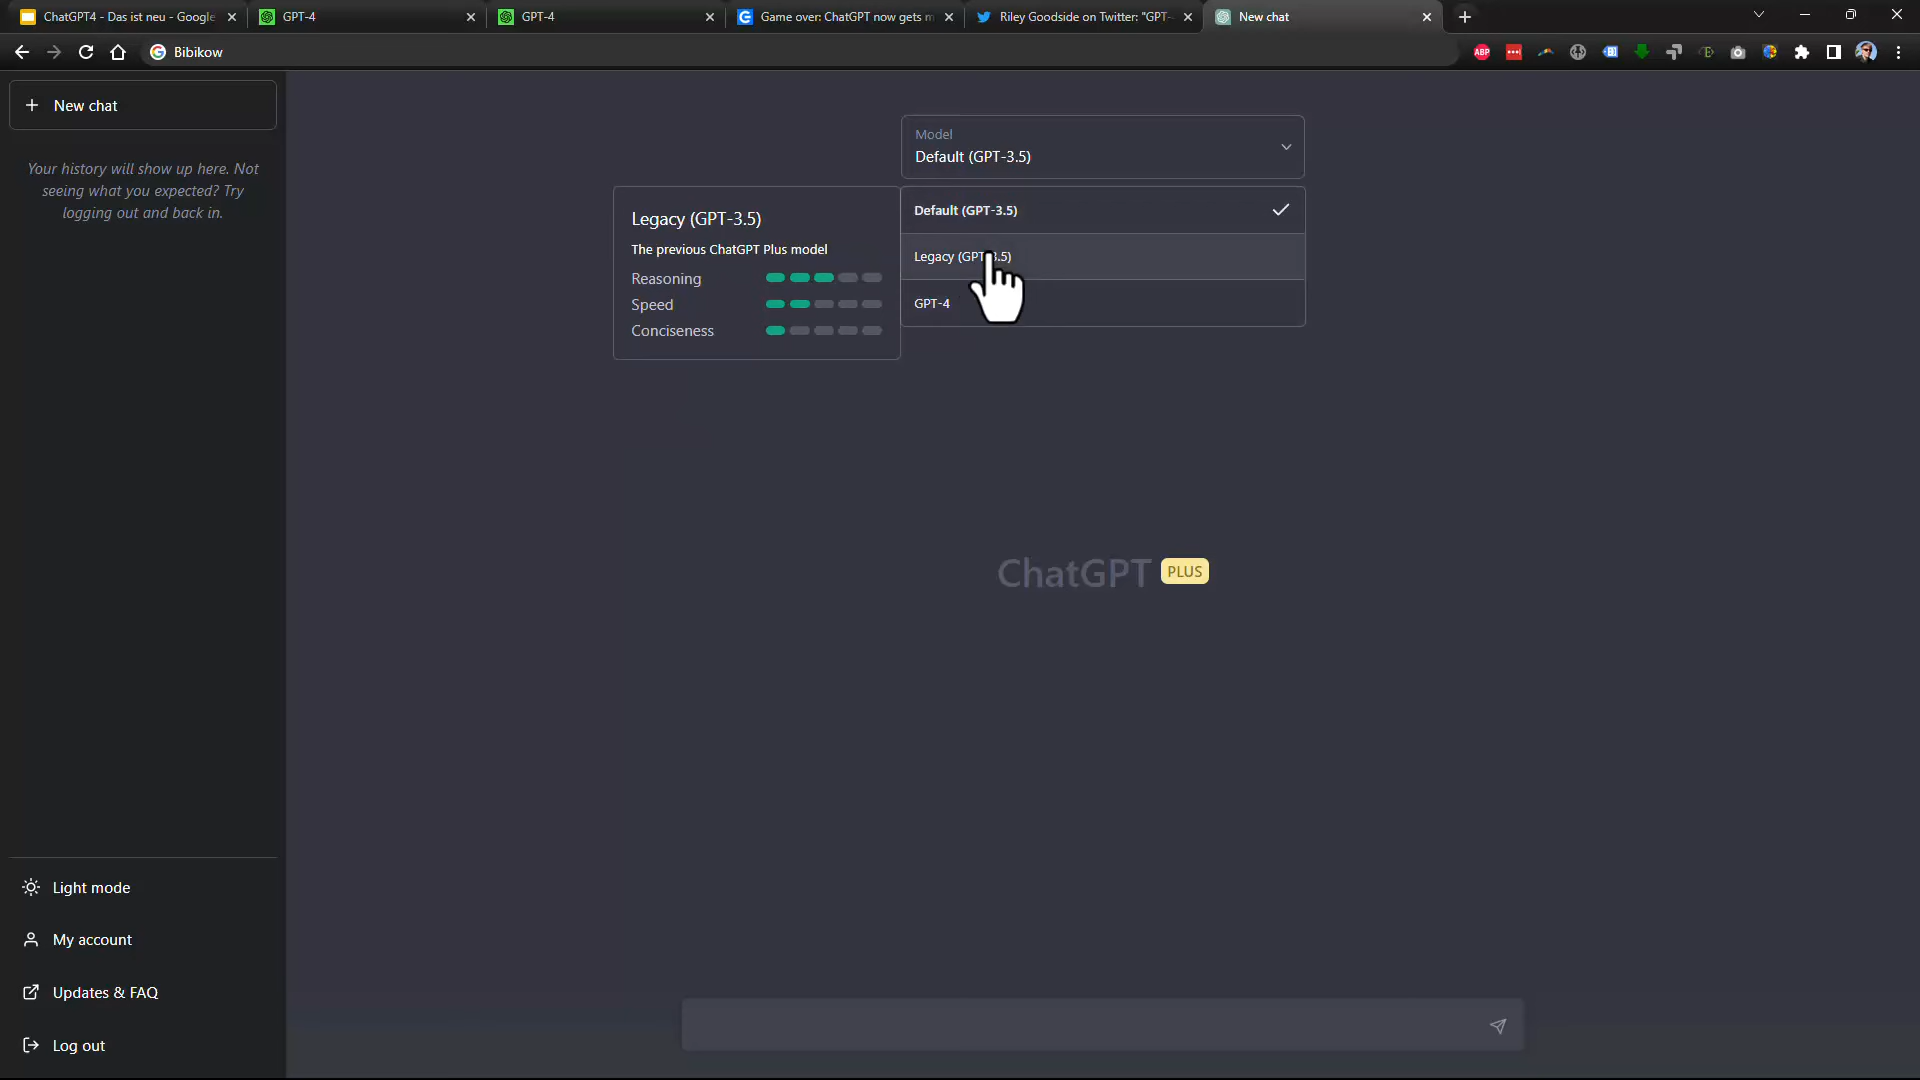 ChatGPT4 - Das ist neu - Google
GPT-4
GPT-4
Game over: ChatGPT now gets m
Riley Goodside on Twitter: "GPT-
New chat
Bibikow
ABP
New chat
Your history will show up here. Not
seeing what you expected? Try
logging out and back in.
Model
Default (GPT-3.5)
Legacy (GPT-3.5)
The previous ChatGPT Plus model
Reasoning
Speed
Conciseness
Default (GPT-3.5)
Legacy (GPT-3.5)
GPT-4
ChatGPT PLUS
Light mode
My account
Updates & FAQ
Log out